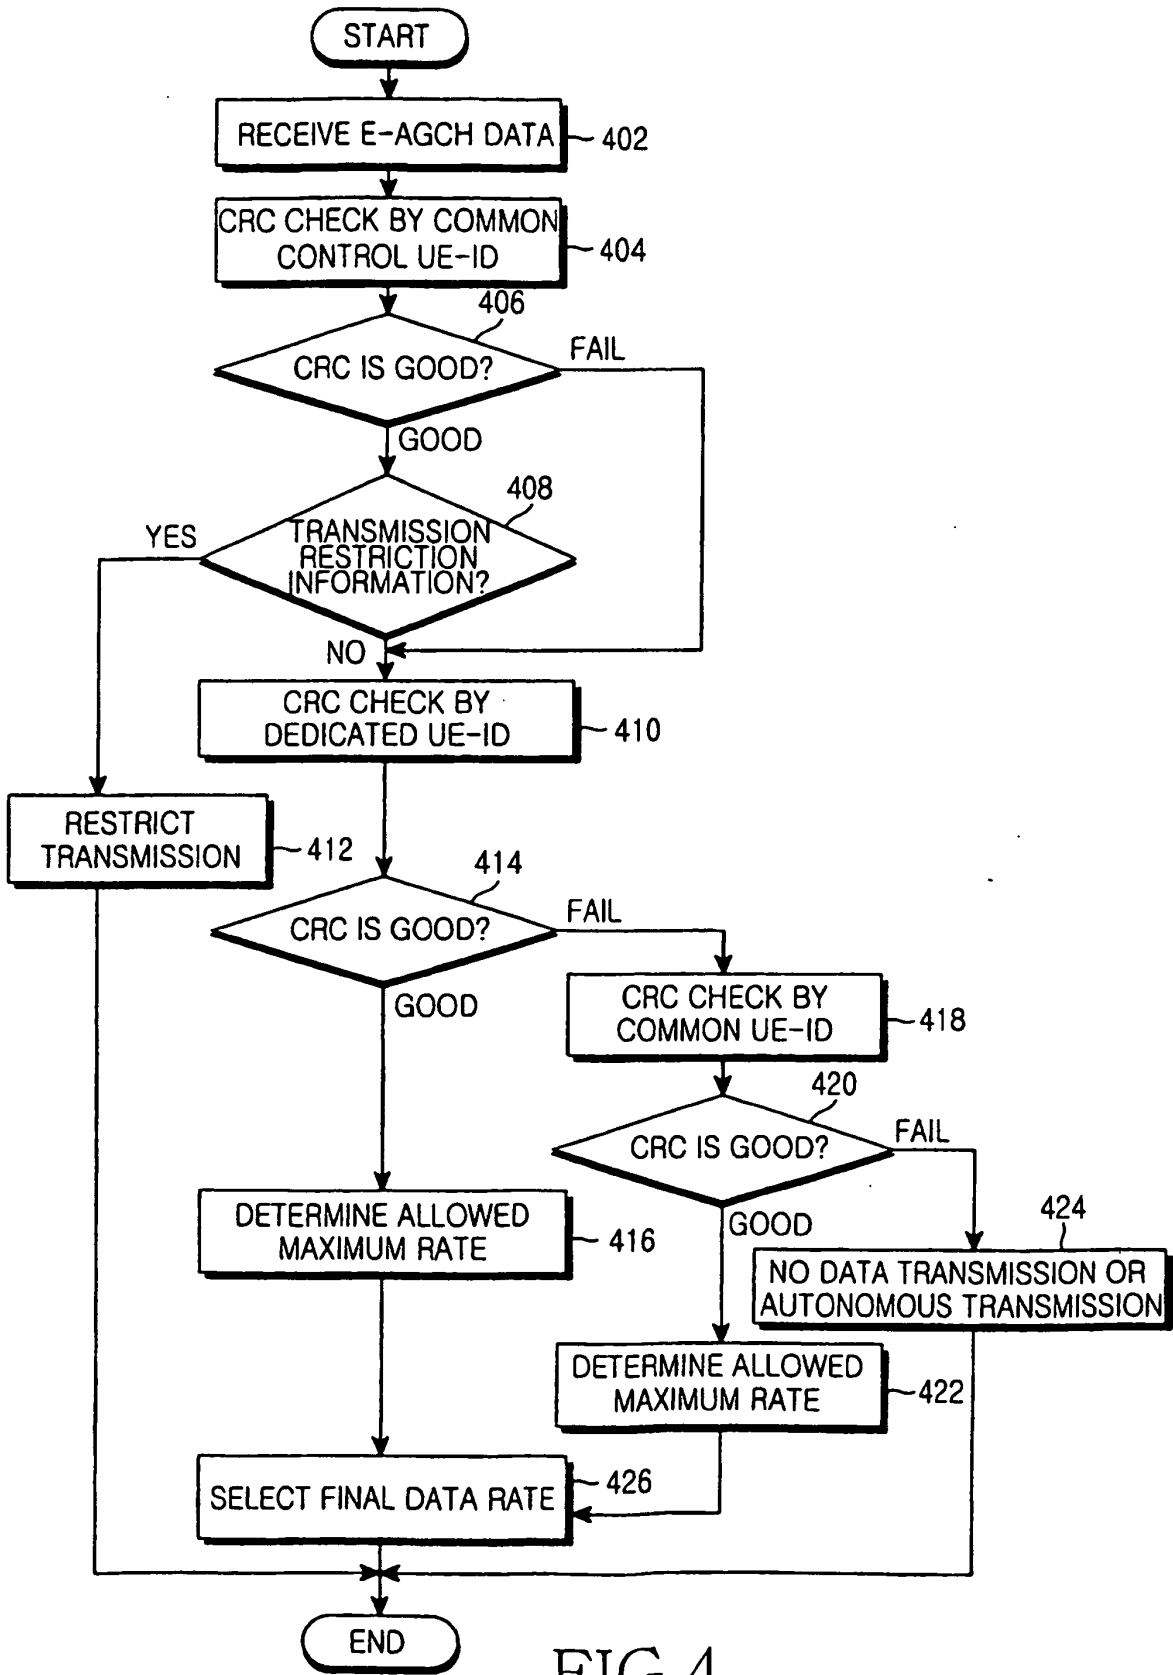 START
RECEIVE E-AGCH DATA
402
CRC CHECK BY COMMON
CONTROL UE-ID
404
406
CRC IS GOOD?
FAIL
GOOD
408
YES
TRANSMISSION
RESTRICTION
INFORMATION?
NO
CRC CHECK BY
DEDICATED UE-ID
410
RESTRICT
TRANSMISSION
412
414
CRC IS GOOD?
FAIL
GOOD
CRC CHECK BY
COMMON UE-ID
418
420
CRC IS GOOD?
FAIL
GOOD
DETERMINE ALLOWED
MAXIMUM RATE
416
424
NO DATA TRANSMISSION OR
AUTONOMOUS TRANSMISSION
DETERMINE ALLOWED
MAXIMUM RATE
422
SELECT FINAL DATA RATE
426
END
FIG.4